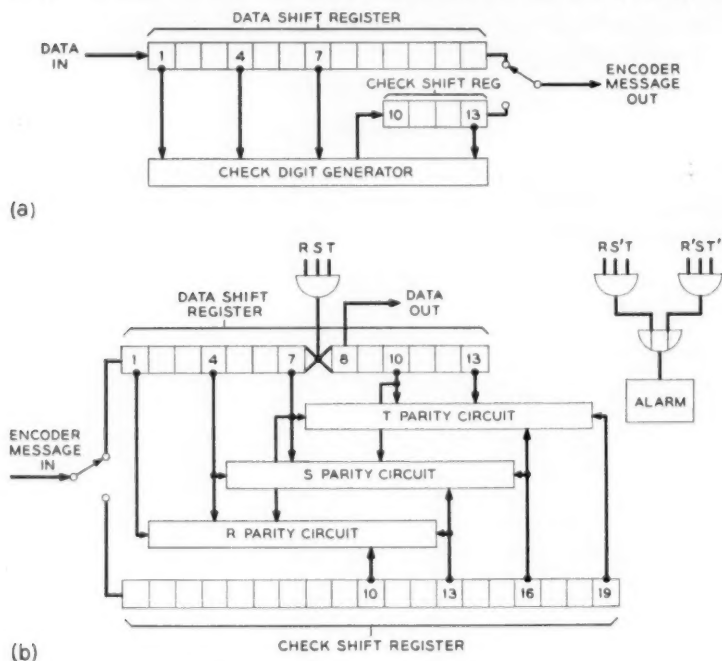 DATA SHIFT REGISTER
DATA
IN
1 4 7
CHECK SHIFT REG
10 13
ENCODER
MESSAGE
OUT
CHECK DIGIT GENERATOR
(a)
R S T
DATA SHIFT
REGISTER
DATA
OUT
1 4 7 8 10 13
RS'T R'ST'
ALARM
T PARITY CIRCUIT
ENCODER
MESSAGE
IN
S PARITY CIRCUIT
R PARITY CIRCUIT
10 13 16 19
(b)
CHECK SHIFT REGISTER